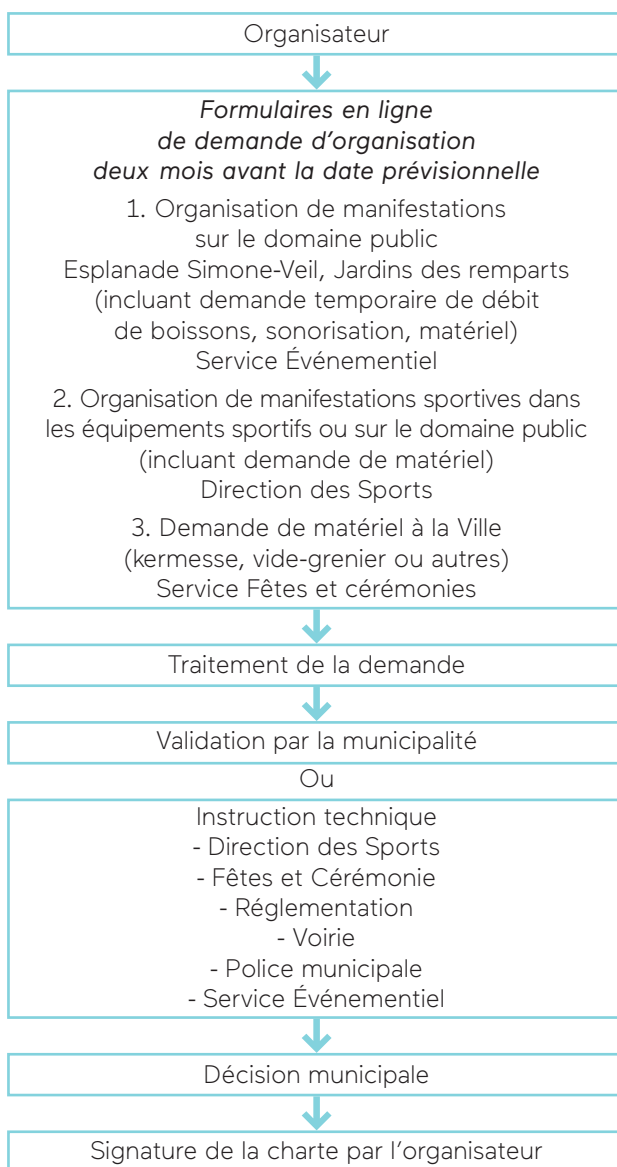 Organisateur
Formulaires en ligne
de demande d'organisation
deux mois avant la date prévisionnelle
1. Organisation de manifestations
sur le domaine public
Esplanade Simone-Veil, Jardins des remparts
(incluant demande temporaire de débit
de boissons, sonorisation, matériel)
Service Événementiel
2. Organisation de manifestations sportives dans
les équipements sportifs ou sur le domaine public
(incluant demande de matériel)
Direction des Sports
3. Demande de matériel à la Ville
(kermesse, vide-grenier ou autres)
Service Fêtes et cérémonies
Traitement de la demande
Validation par la municipalité
Ou
Instruction technique
- Direction des Sports
- Fêtes et Cérémonie
- Réglementation
- Voirie
- Police municipale
- Service Événementiel
Décision municipale
Signature de la charte par l'organisateur